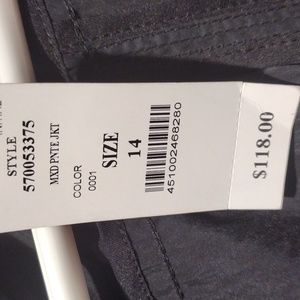 STYLE
570053375
MXD PNTE JKT
COLOR
0001
SIZE
14
451002468280
$118.00